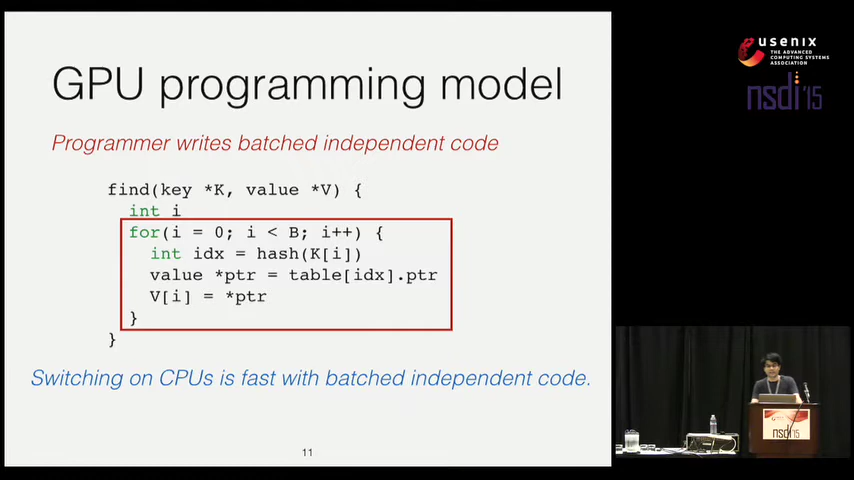 GPU programming model
Programmer writes batched independent code
find(key *K, value *V) {
int i
for(i = 0; i < B; i++) {
int idx = hash(K[i])
value *ptr = table[idx].ptr
V[i] = *ptr
}
}
Switching on CPUs is fast with batched independent code.
11
usenix
THE ADVANCED
COMPUTING SYSTEMS
ASSOCIATION
nsdi '15
nsdi'15